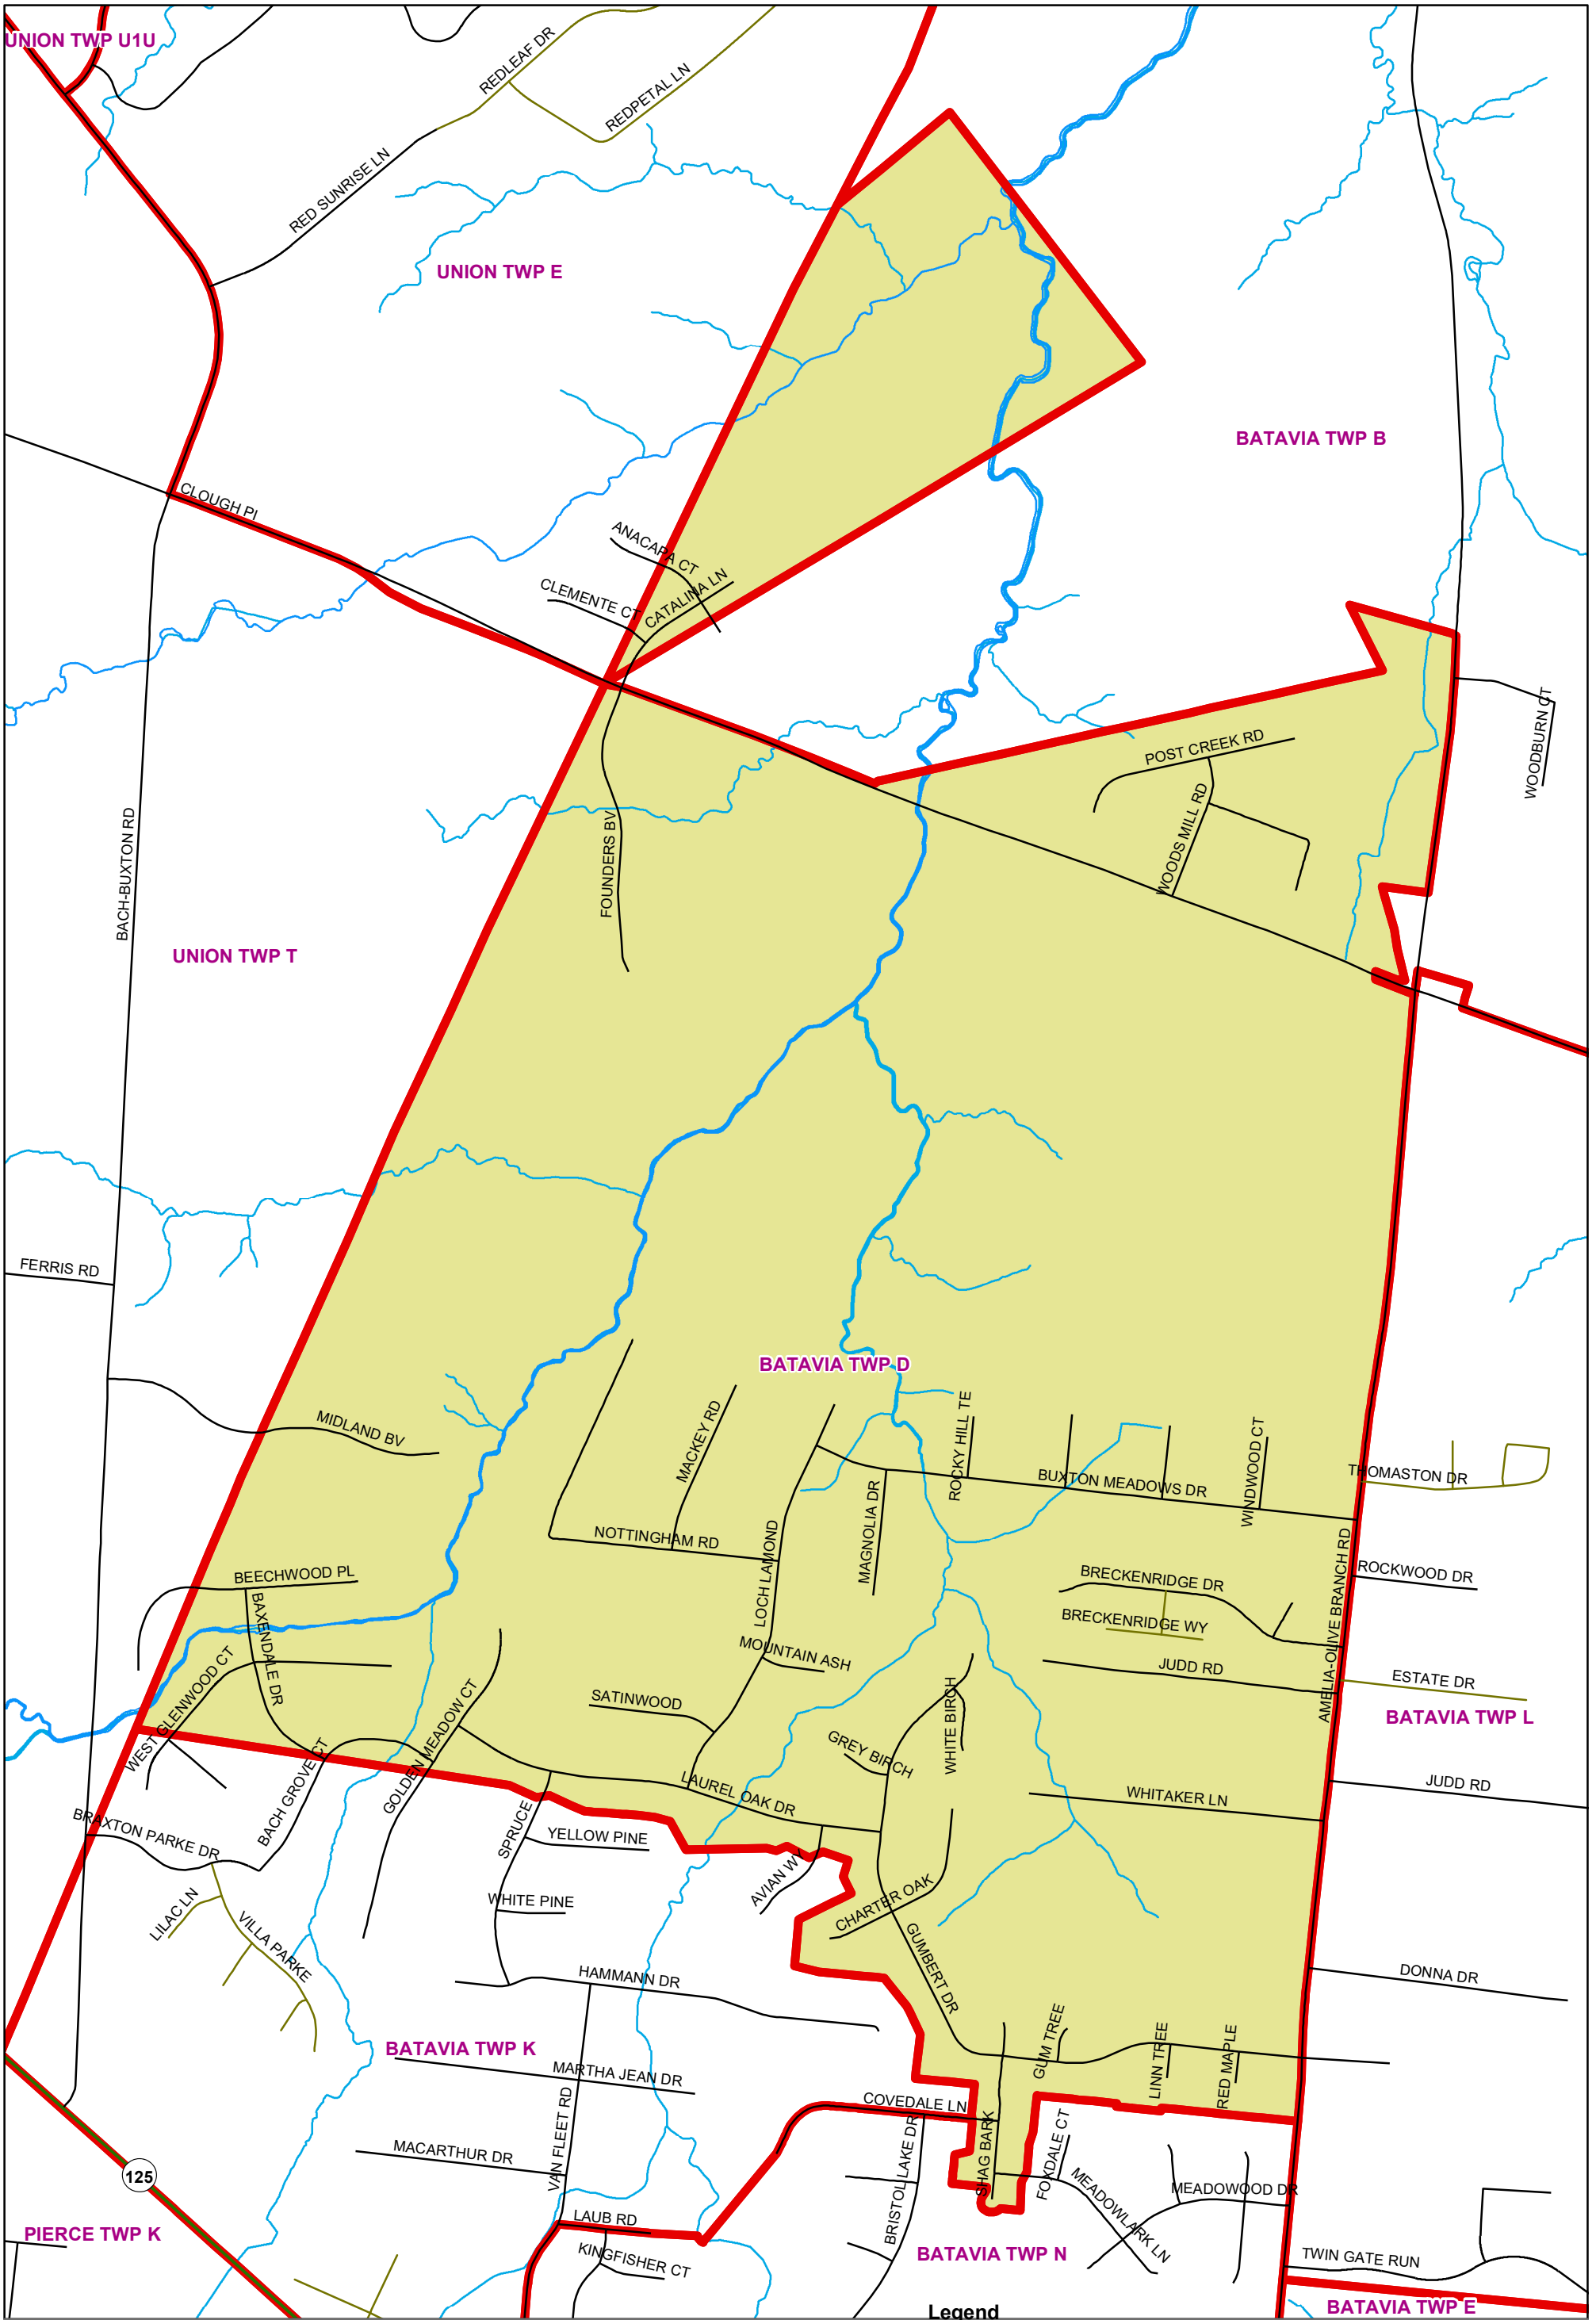 UNION TWP U1U
REDLEAF DR
REDPETAL LN
RED SUNRISE LN
UNION TWP E
BATAVIA TWP B
CLOUGH PI
ANACAPA CT
CLEMENTE CT
CATALINA LN
WOODBURN CT
POST CREEK RD
WOODS MILL RD
FOUNDERS BV
BACH-BUXTON RD
UNION TWP T
FERRIS RD
BATAVIA TWP D
MIDLAND BV
MACKEY RD
ROCKY HILL TE
WINDWOOD CT
BUXTON MEADOWS DR
THOMASTON DR
NOTTINGHAM RD
LOCH LAMOND
MAGNOLIA DR
AMELIA-OLIVE BRANCH RD
ROCKWOOD DR
BEECHWOOD PL
BAXENDALE DR
BRECKENRIDGE DR
BRECKENRIDGE WY
WEST GLENWOOD CT
MOUNTAIN ASH
JUDD RD
ESTATE DR
SATINWOOD
GOLDEN MEADOW CT
WHITE BIRCH
BATAVIA TWP L
GREY BIRCH
BACH GROVE CT
LAUREL OAK DR
WHITAKER LN
JUDD RD
BRAXTON PARKE DR
SPRUCE
YELLOW PINE
AVIAN WY
WHITE PINE
CHARTER OAK
LILAC LN
VILLA PARKE
GUMBERT DR
HAMMANN DR
DONNA DR
BATAVIA TWP K
GUM TREE
LINN TREE
RED MAPLE
MARTHA JEAN DR
COVEDALE LN
VAN FLEET RD
SHAG BARK
FOXDALE CT
MACARTHUR DR
125
BRISTOL LAKE DR
MEADOWLARK LN
MEADOWOOD DR
PIERCE TWP K
LAUB RD
KINGFISHER CT
BATAVIA TWP N
TWIN GATE RUN
BATAVIA TWP E
Legend